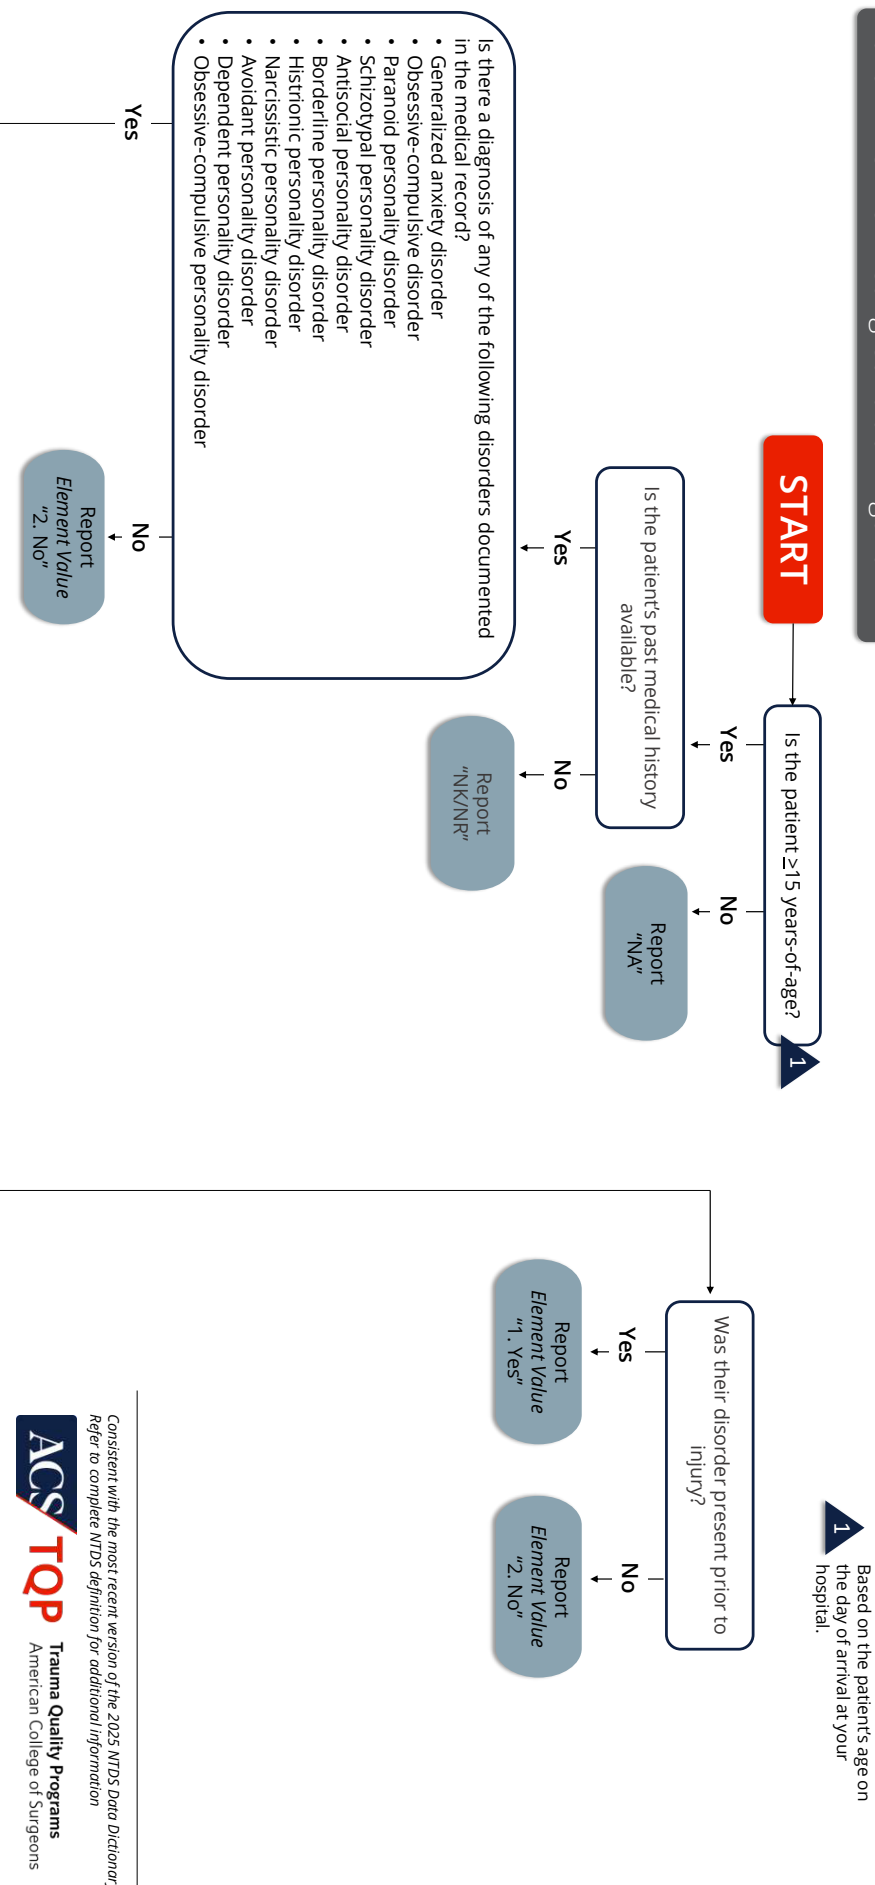 START
Is the patient ≥15 years-of-age?
1
Yes
No
Report
“NA”
Is the patient’s past medical history
available?
Yes
No
Report
“NK/NR”
Is there a diagnosis of any of the following disorders documented
in the medical record?
• Generalized anxiety disorder
• Obsessive-compulsive disorder
• Paranoid personality disorder
• Schizotypal personality disorder
• Antisocial personality disorder
• Borderline personality disorder
• Histrionic personality disorder
• Narcissistic personality disorder
• Avoidant personality disorder
• Dependent personality disorder
• Obsessive-compulsive personality disorder
Yes
No
Report
Element Value
“2. No”
1
Based on the patient’s age on
the day of arrival at your
hospital.
Was their disorder present prior to
injury?
Yes
No
Report
Element Value
“1. Yes”
Report
Element Value
“2. No”
Consistent with the most recent version of the 2025 NTDS Data Dictionary.
Refer to complete NTDS definition for additional information
ACS TQP
Trauma Quality Programs
American College of Surgeons